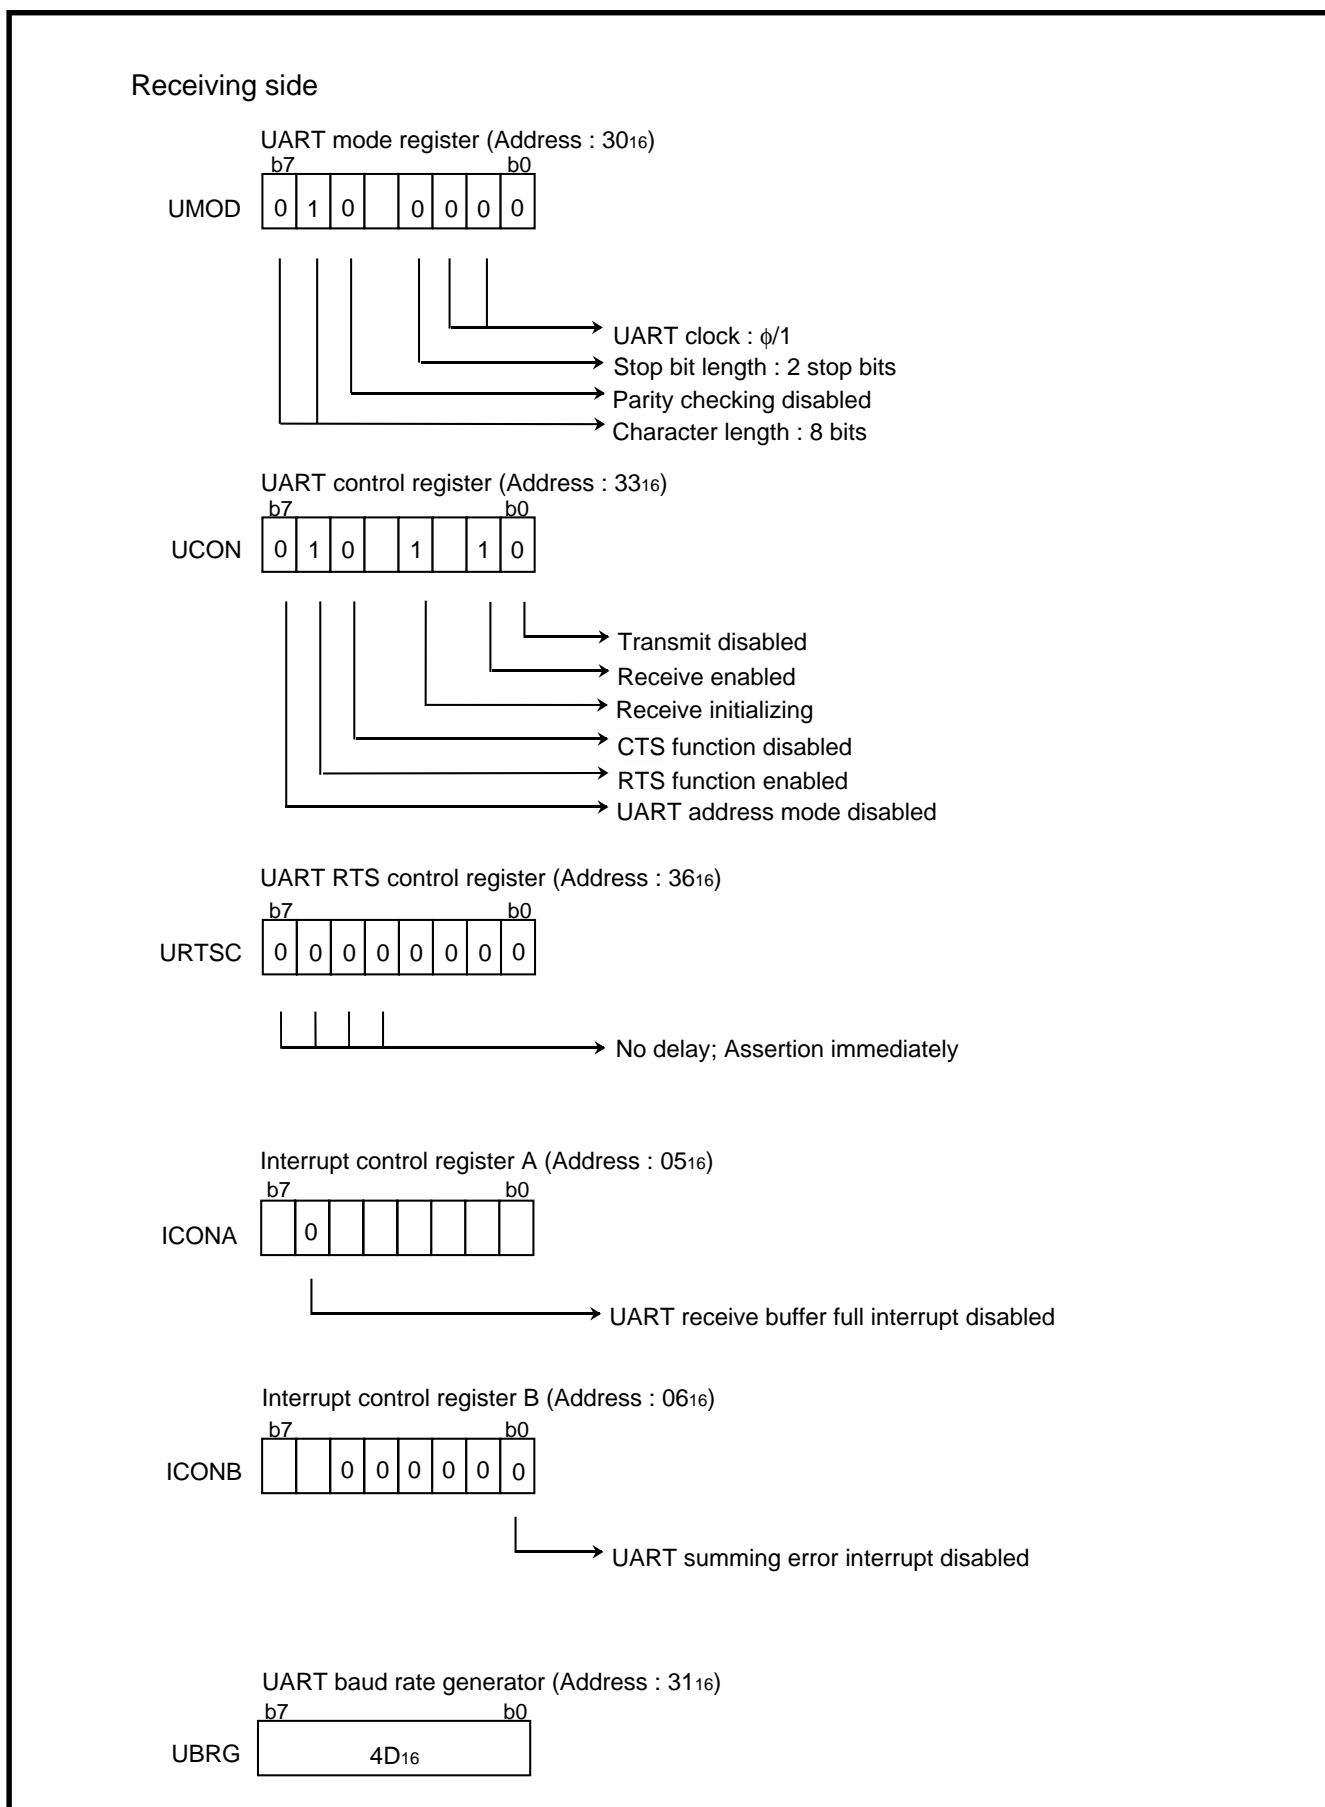 Receiving side
UART mode register (Address : 3016)
b7 b0
UMOD 0 1 0 0 0 0 0
UART clock : ϕ/1
Stop bit length : 2 stop bits
Parity checking disabled
Character length : 8 bits
UART control register (Address : 3316)
b7 b0
UCON 0 1 0 1 1 0
Transmit disabled
Receive enabled
Receive initializing
CTS function disabled
RTS function enabled
UART address mode disabled
UART RTS control register (Address : 3616)
b7 b0
URTSC 0 0 0 0 0 0 0 0
No delay; Assertion immediately
Interrupt control register A (Address : 0516)
b7 b0
ICONA 0
UART receive buffer full interrupt disabled
Interrupt control register B (Address : 0616)
b7 b0
ICONB 0 0 0 0 0 0
UART summing error interrupt disabled
UART baud rate generator (Address : 3116)
b7 b0
UBRG 4D16